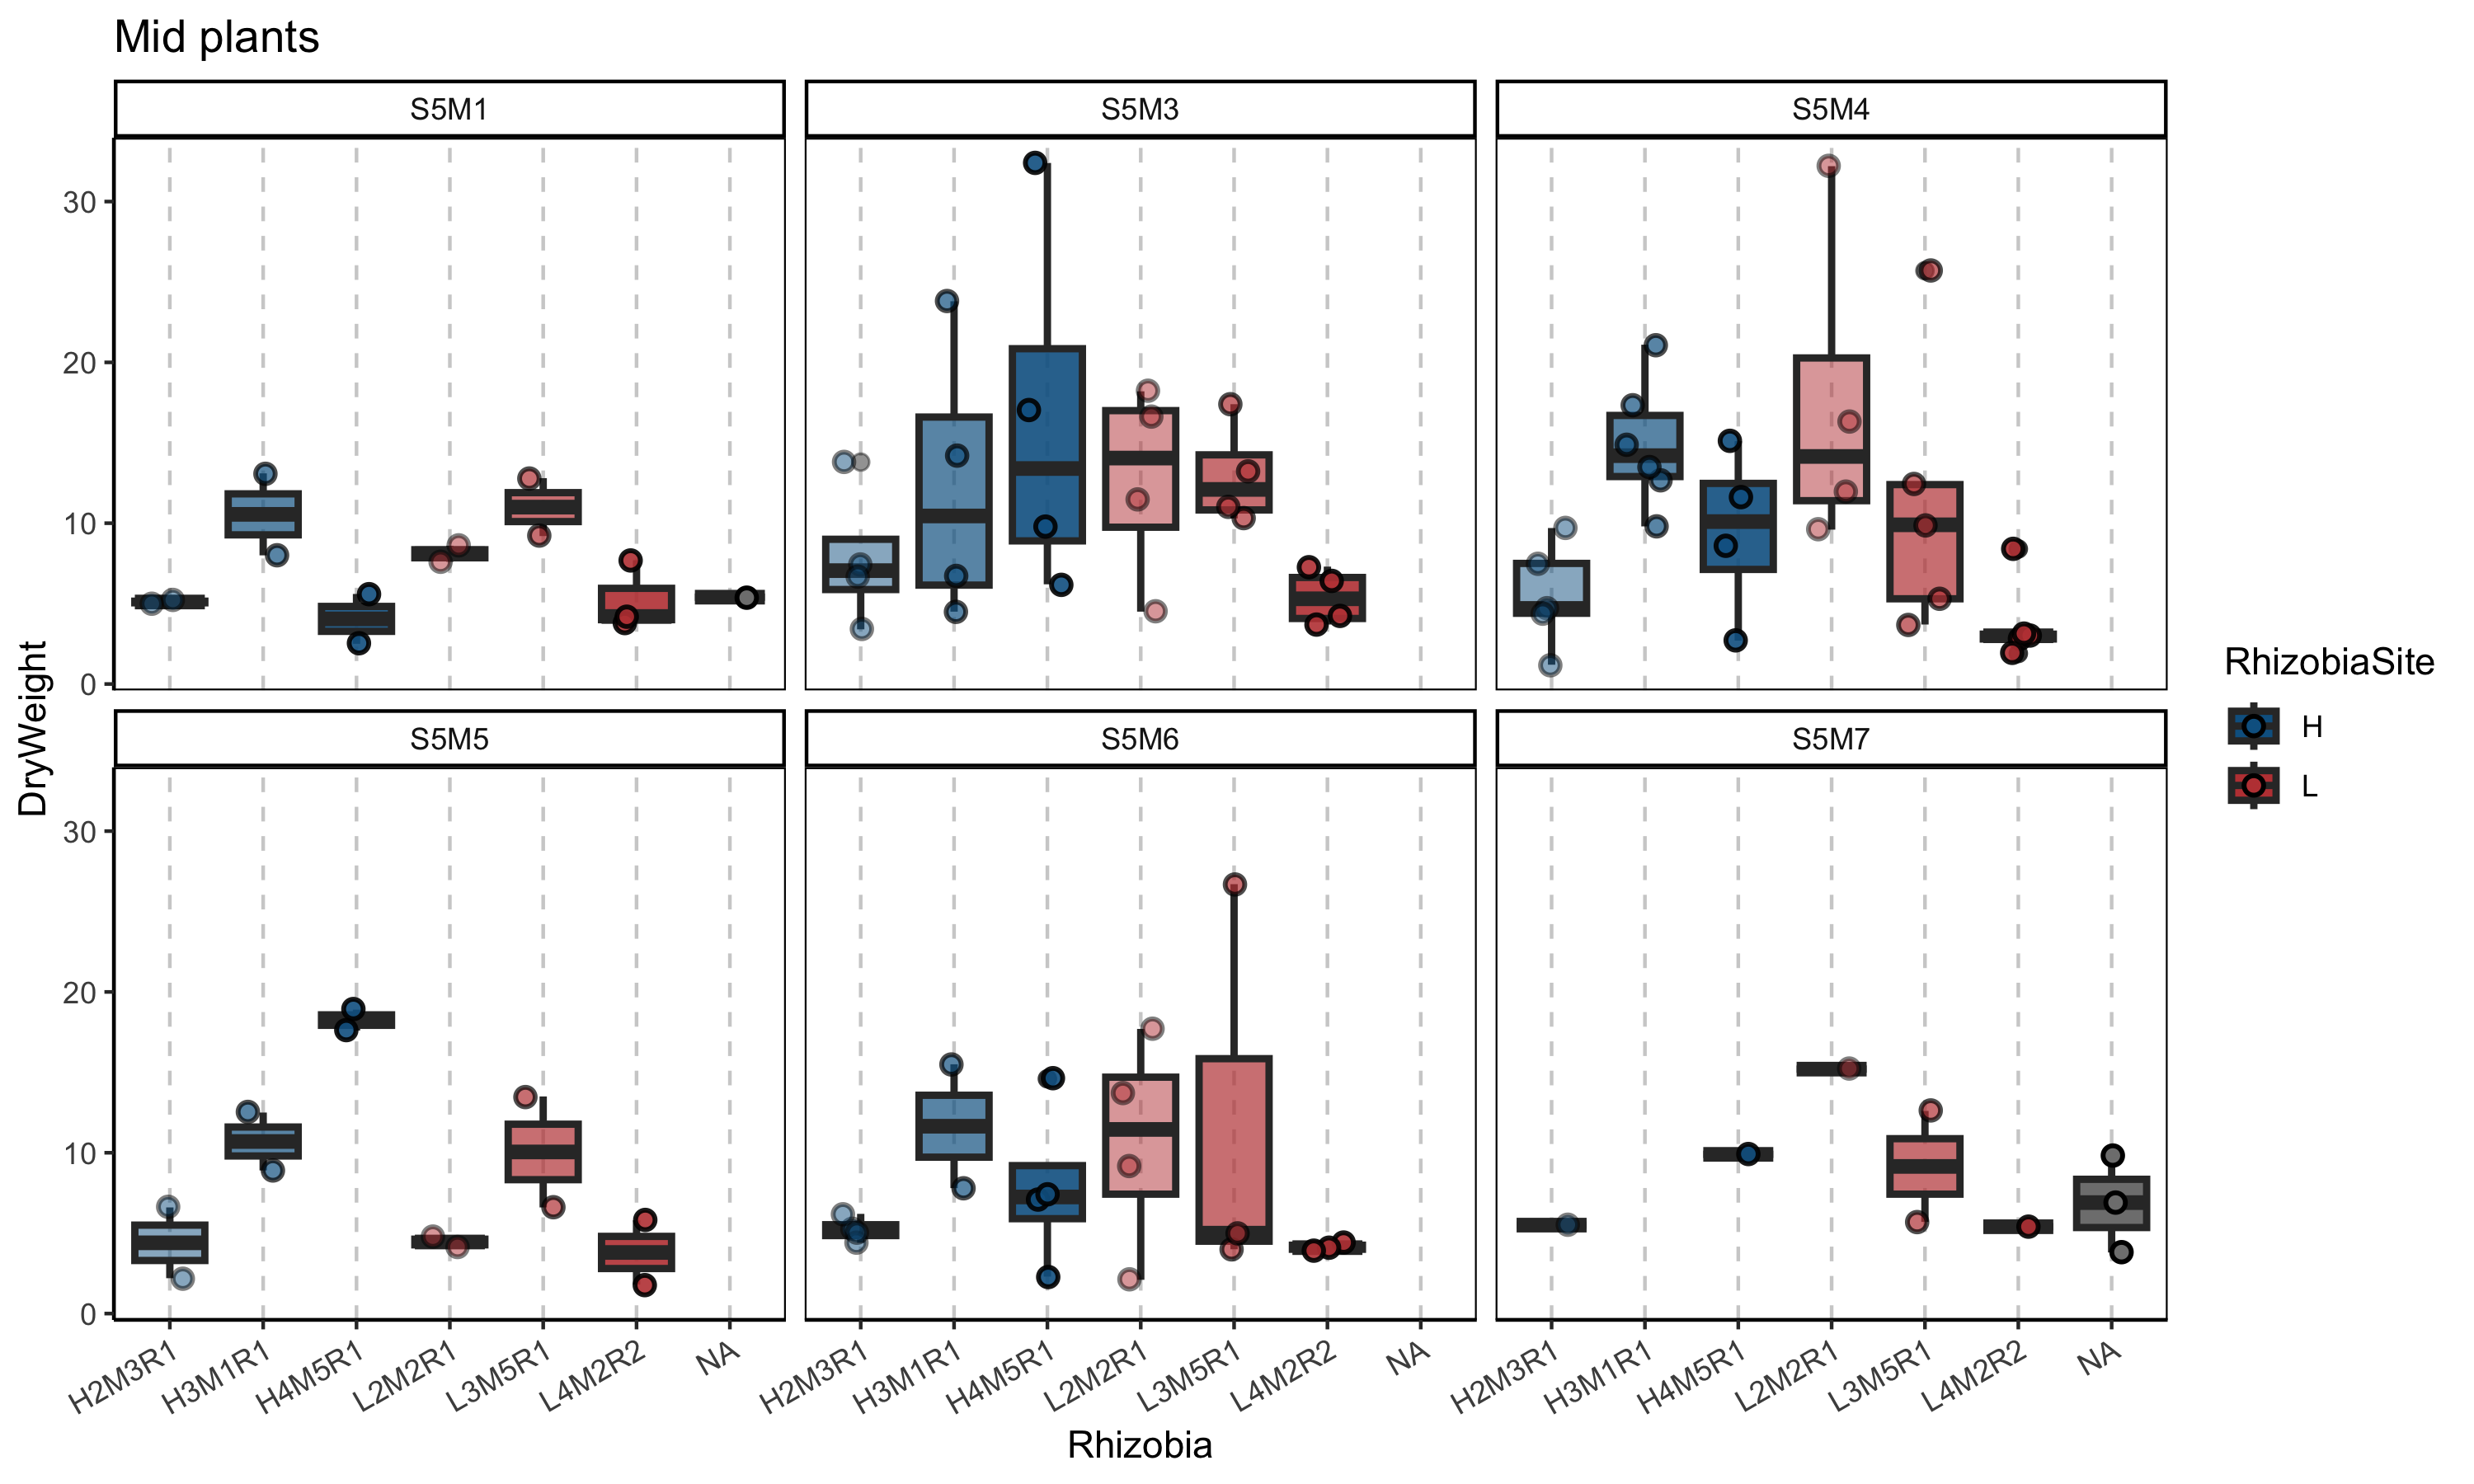 Mid plants
S5M1
S5M3
S5M4
30
20
10
0
S5M5
S5M6
S5M7
30
20
10
0
DryWeight
H2M3R1
H3M1R1
H4M5R1
L2M2R1
L3M5R1
L4M2R2
NA
H2M3R1
H3M1R1
H4M5R1
L2M2R1
L3M5R1
L4M2R2
NA
H2M3R1
H3M1R1
H4M5R1
L2M2R1
L3M5R1
L4M2R2
NA
Rhizobia
RhizobiaSite
H
L